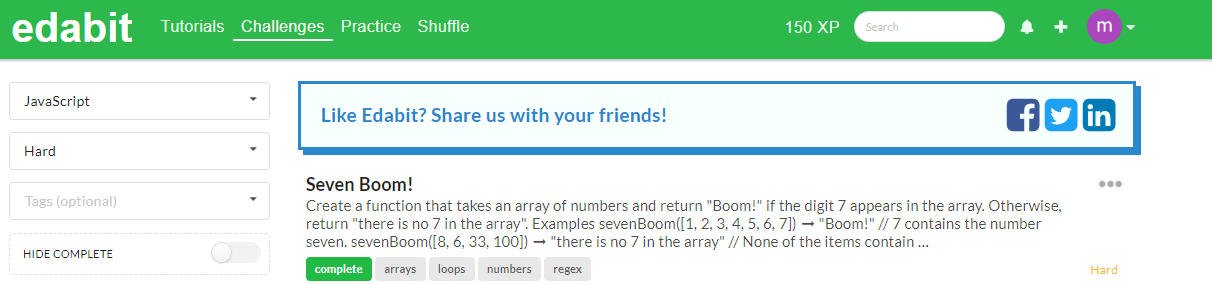 edabit Tutorials Challenges Practice Shuffle 150 XP Search m
JavaScript
Hard
Tags (optional)
HIDE COMPLETE
Like Edabit? Share us with your friends!
Seven Boom!
Create a function that takes an array of numbers and return "Boom!" if the digit 7 appears in the array. Otherwise,
return "there is no 7 in the array". Examples sevenBoom([1, 2, 3, 4, 5, 6, 7]) ➞ "Boom!" // 7 contains the number
seven. sevenBoom([8, 6, 33, 100]) ➞ "there is no 7 in the array" // None of the items contain ...
complete arrays loops numbers regex
Hard